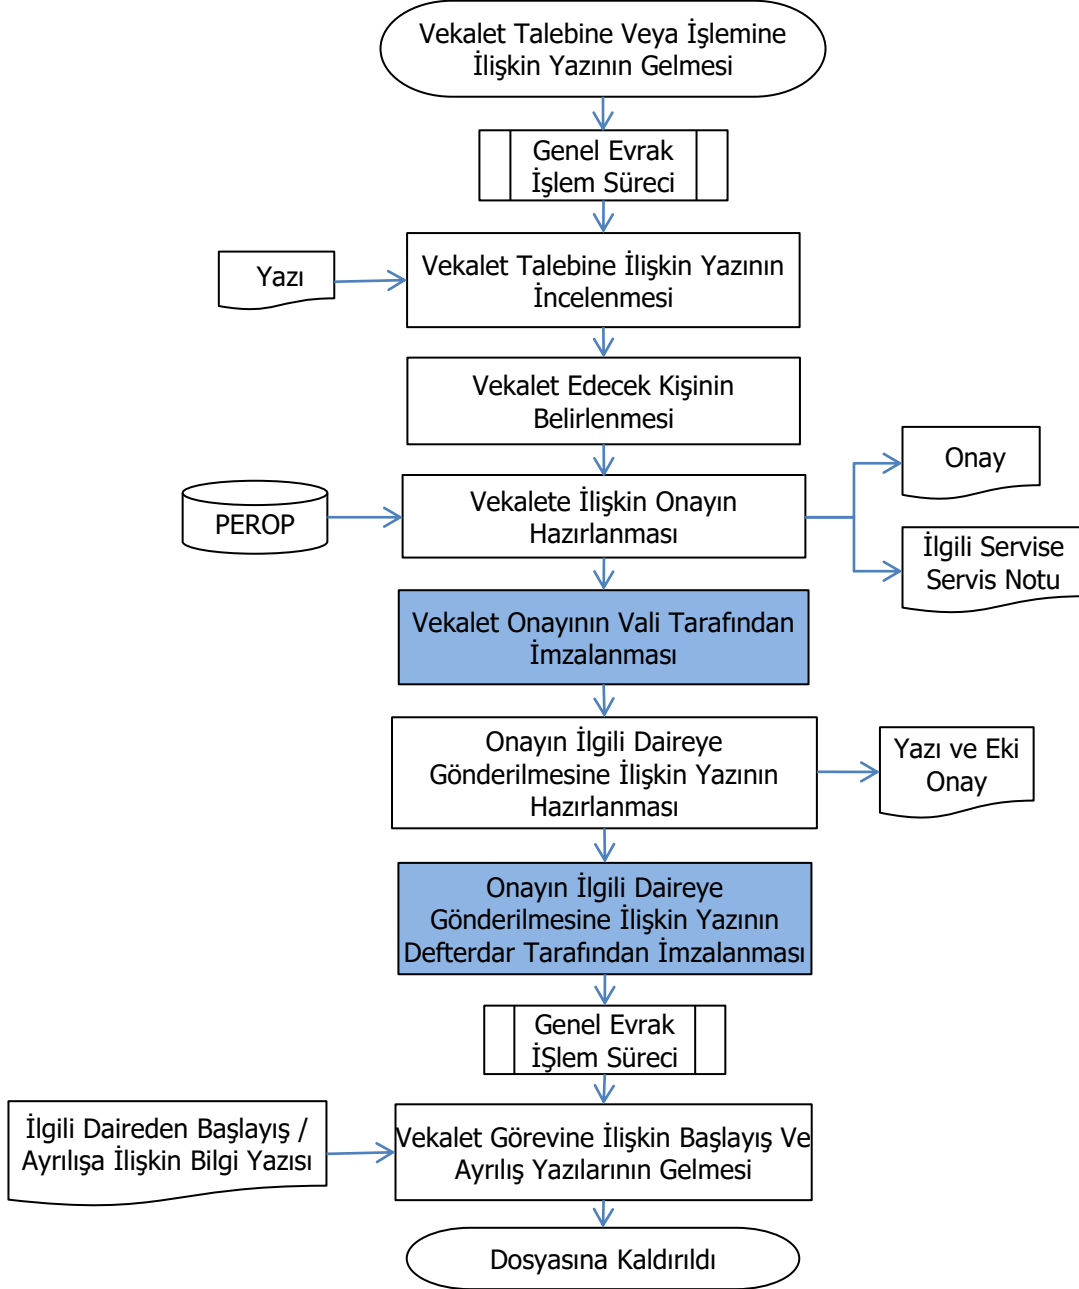 Vekalet Talebine Veya İşlemine
İlişkin Yazının Gelmesi
Genel Evrak
İşlem Süreci
Yazı
Vekalet Talebine İlişkin Yazının
İncelenmesi
Vekalet Edecek Kişinin
Belirlenmesi
PEROP
Vekalete İlişkin Onayın
Hazırlanması
Onay
İlgili Servise
Servis Notu
Vekalet Onayının Vali Tarafından
İmzalanması
Onayın İlgili Daireye
Gönderilmesine İlişkin Yazının
Hazırlanması
Yazı ve Eki
Onay
Onayın İlgili Daireye
Gönderilmesine İlişkin Yazının
Defterdar Tarafından İmzalanması
Genel Evrak
İŞlem Süreci
İlgili Daireden Başlayış /
Ayrılışa İlişkin Bilgi Yazısı
Vekalet Görevine İlişkin Başlayış Ve
Ayrılış Yazılarının Gelmesi
Dosyasına Kaldırıldı